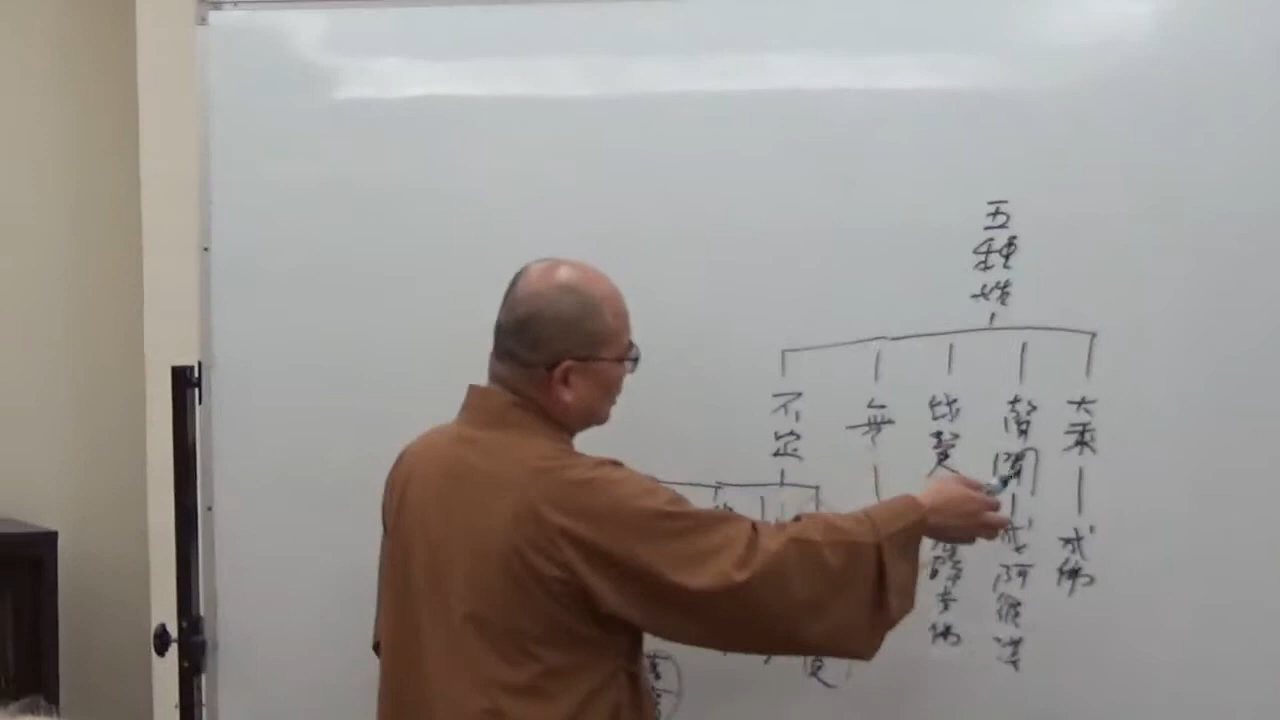 五種姓
大乘—成佛
聲聞—成阿羅漢
緣覺
辟支佛
無
不定